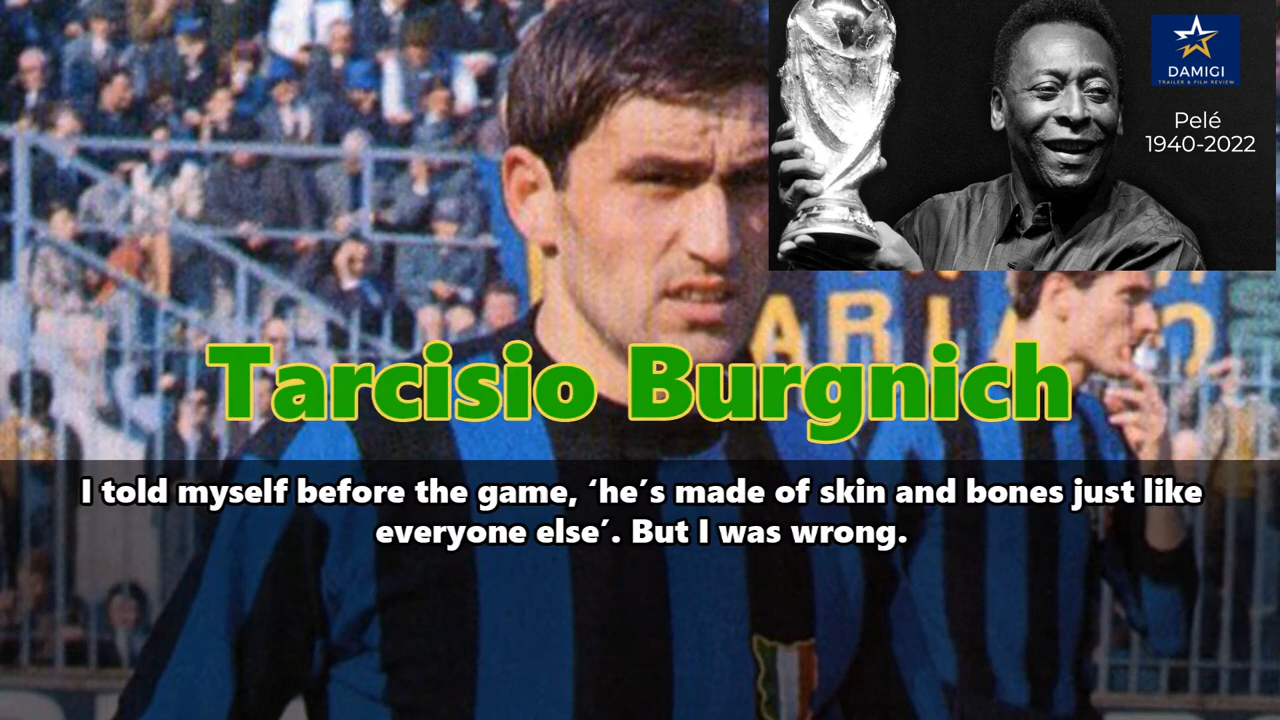 DAMIGI
TRAILER & FILM REVIEW
Pelé
1940-2022
ARIA
Tarcisio Burgnich
I told myself before the game, ‘he’s made of skin and bones just like
everyone else’. But I was wrong.